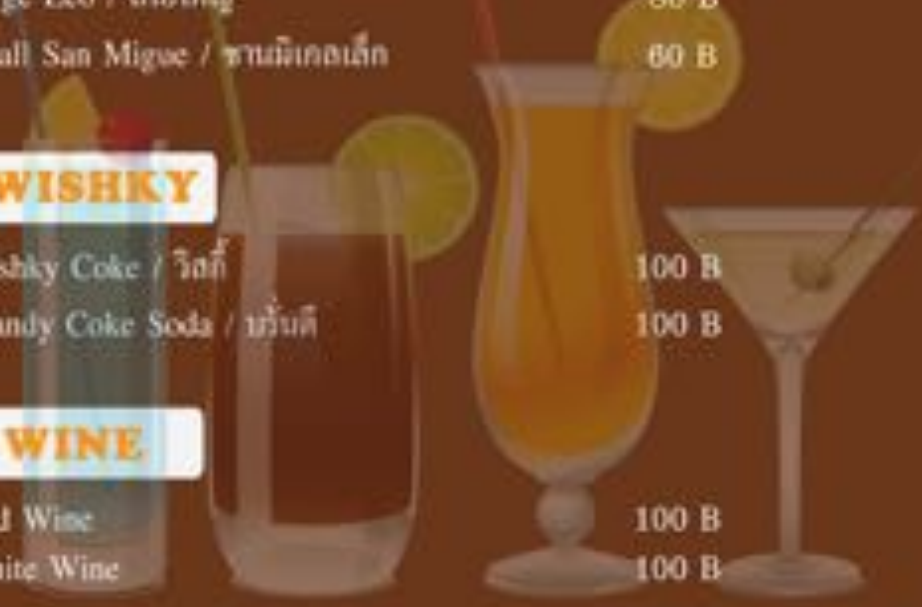 all San Migue / ซานมิเกลเล็ก 60 B
WISHKY
shky Coke / วิสกี้ 100 B
andy Coke Soda / บรั่นดี 100 B
WINE
d Wine 100 B
ite Wine 100 B